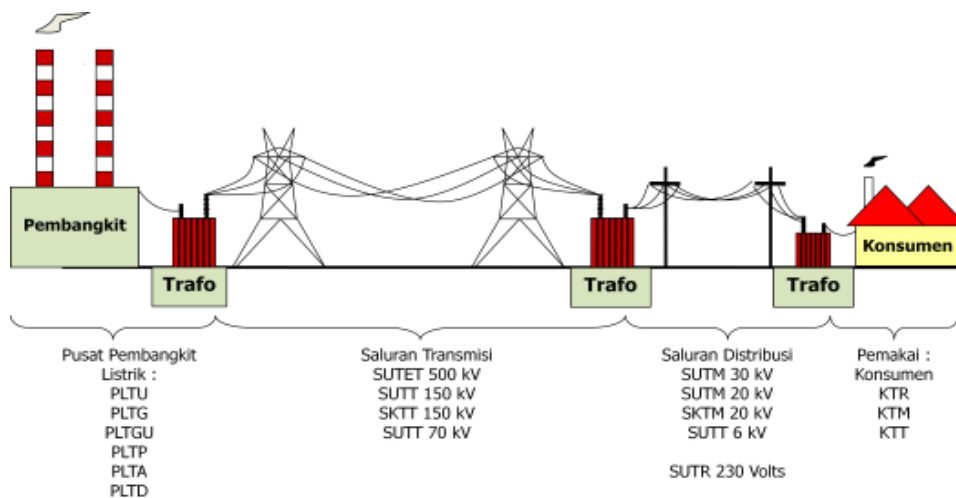 Pembangkit
Trafo
Trafo
Trafo
Konsumen
Pusat Pembangkit
Listrik :
PLTU
PLTG
PLTGU
PLTP
PLTA
PLTD
Saluran Transmisi
SUTET 500 kV
SUTT 150 kV
SKTT 150 kV
SUTT 70 kV
Saluran Distribusi
SUTM 30 kV
SUTM 20 kV
SKTM 20 kV
SUTT 6 kV
SUTR 230 Volts
Pemakai :
Konsumen
KTR
KTM
KTT